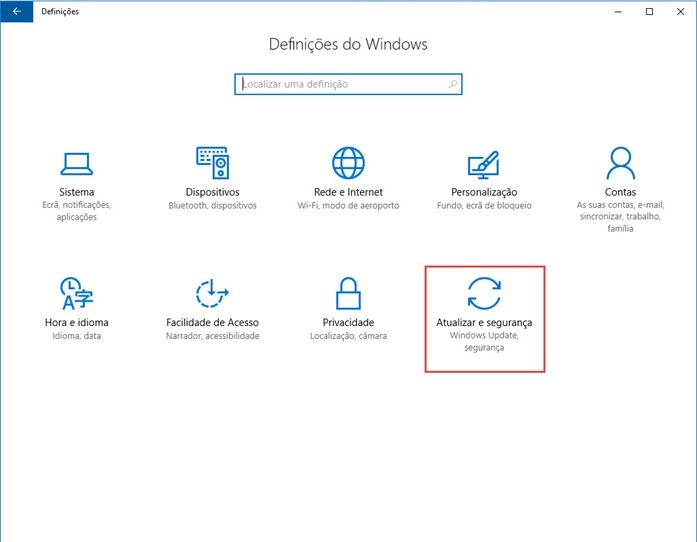 Definições
Definições do Windows
Localizar uma definição
Sistema
Ecrã, notificações,
aplicações
Dispositivos
Bluetooth, dispositivos
Rede e Internet
Wi-Fi, modo de aeroporto
Personalização
Fundo, ecrã de bloqueio
Contas
As suas contas, e-mail,
sincronizar, trabalho,
família
Hora e idioma
Idioma, data
Facilidade de Acesso
Narrador, acessibilidade
Privacidade
Localização, câmara
Atualizar e segurança
Windows Update,
segurança